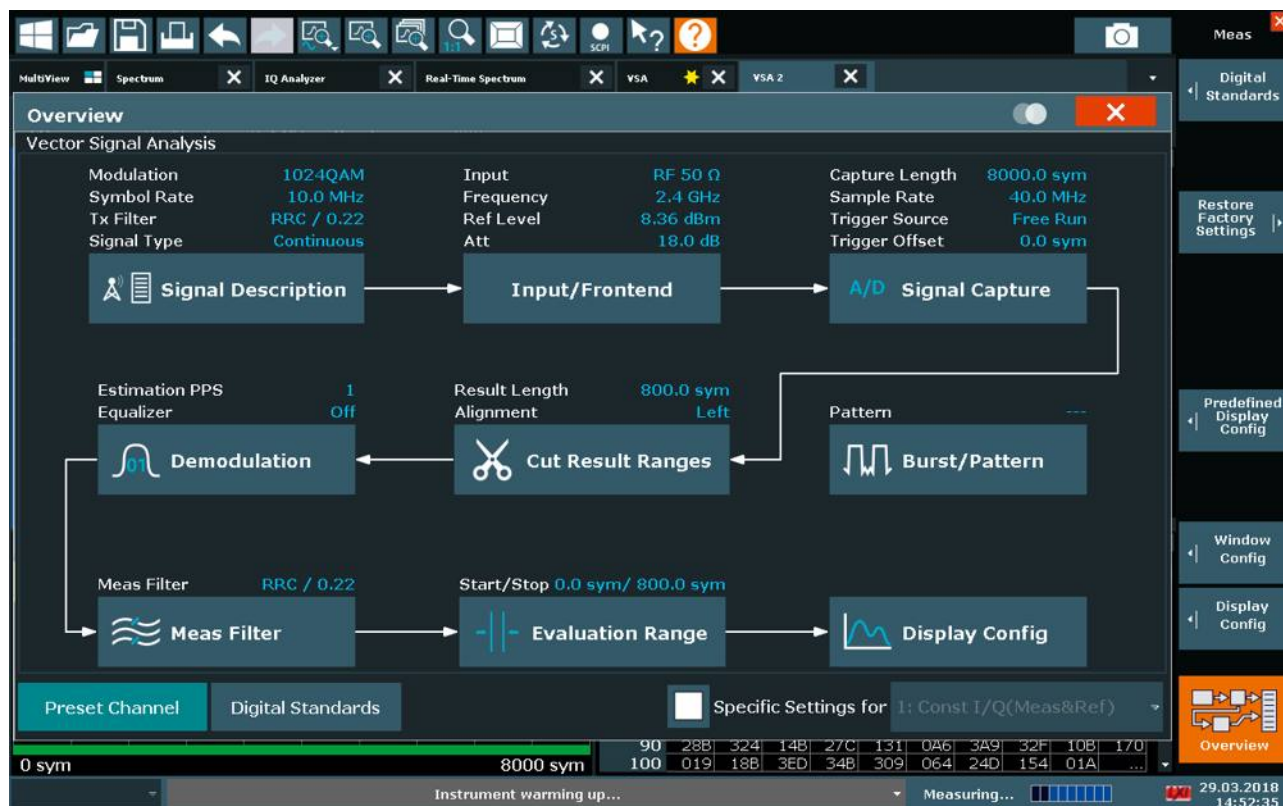 1:1
SCPI
Meas
MultiView Spectrum IQ Analyzer Real-Time Spectrum VSA VSA 2
Digital
Standards
Overview
Vector Signal Analysis
Modulation 1024QAM Input RF 50 Ω Capture Length 8000.0 sym
Symbol Rate 10.0 MHz Frequency 2.4 GHz Sample Rate 40.0 MHz
Tx Filter RRC / 0.22 Ref Level 8.36 dBm Trigger Source Free Run
Signal Type Continuous Att 18.0 dB Trigger Offset 0.0 sym
Restore
Factory
Settings
Signal Description Input/Frontend A/D Signal Capture
Estimation PPS 1 Result Length 800.0 sym
Equalizer Off Alignment Left Pattern ---
Predefined
Display
Config
01 Demodulation Cut Result Ranges Burst/Pattern
Window
Config
Meas Filter RRC / 0.22 Start/Stop 0.0 sym/ 800.0 sym
Display
Config
Meas Filter Evaluation Range Display Config
Preset Channel Digital Standards Specific Settings for 1: Const I/Q(Meas&Ref)
Overview
90 28B 324 14B 27C 131 0A6 3A9 32F 10B 170
0 sym 8000 sym 100 019 18B 3ED 34B 309 064 24D 154 01A ...
Instrument warming up... Measuring... 29.03.2018
14:52:35